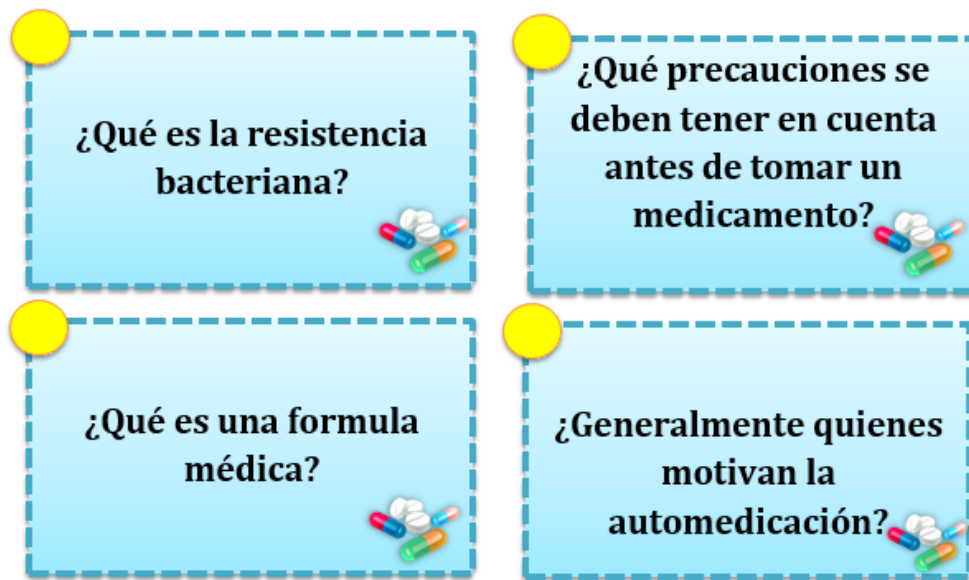 ¿Qué es la resistencia
bacteriana?
¿Qué precauciones se
deben tener en cuenta
antes de tomar un
medicamento?
¿Qué es una formula
médica?
¿Generalmente quienes
motivan la
automedicación?